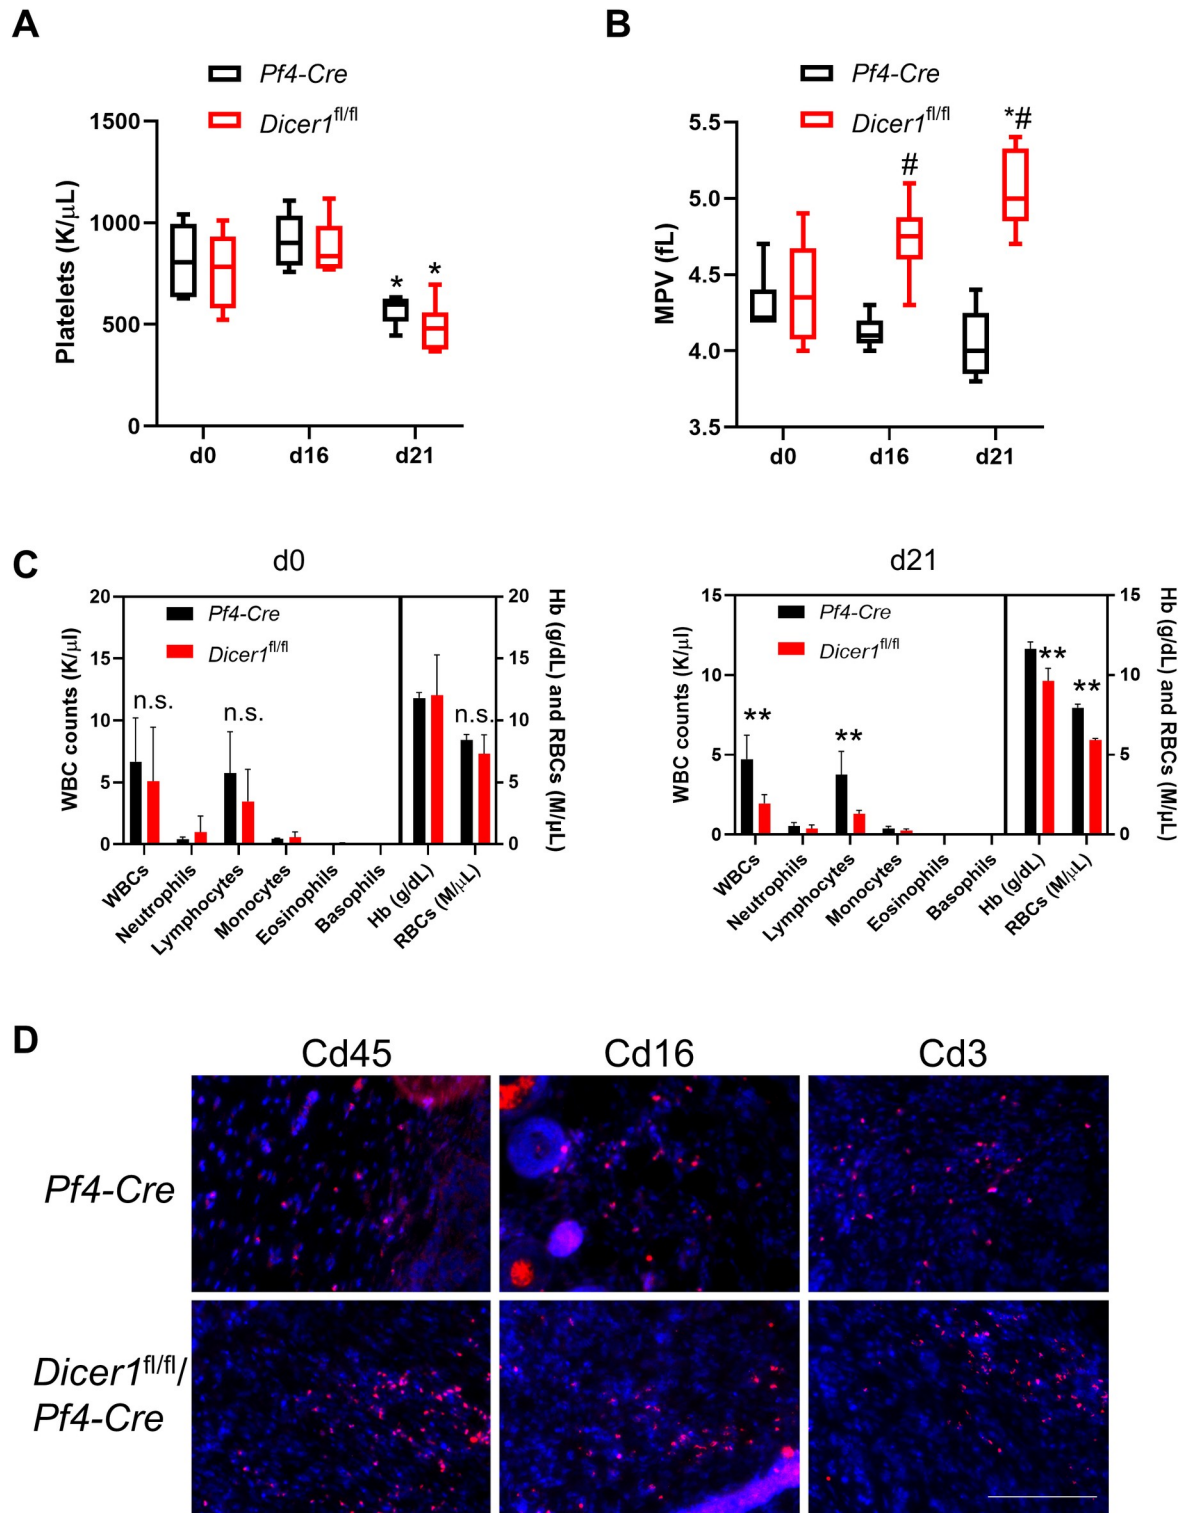 A
Pf4-Cre
Dicer1fl/fl
Platelets (K/μL)
1500
1000
500
0
* *
d0 d16 d21
B
Pf4-Cre
Dicer1fl/fl
MPV (fL)
5.5
5.0
4.5
4.0
3.5
#
*#
d0 d16 d21
C
d0
Pf4-Cre
Dicer1fl/fl
WBC counts (K/μl)
20
15
10
5
0
n.s. n.s. n.s.
20
15
10
5
0
Hb (g/dL) and RBCs (M/μL)
WBCs
Neutrophils
Lymphocytes
Monocytes
Eosinophils
Basophils
Hb (g/dL)
RBCs (M/μL)
d21
Pf4-Cre
Dicer1fl/fl
WBC counts (K/μL)
15
10
5
0
** ** ** **
15
10
5
0
Hb (g/dL) and RBCs (M/μL)
WBCs
Neutrophils
Lymphocytes
Monocytes
Eosinophils
Basophils
Hb (g/dL)
RBCs (M/μL)
D
Cd45 Cd16 Cd3
Pf4-Cre
Dicer1fl/fl/
Pf4-Cre